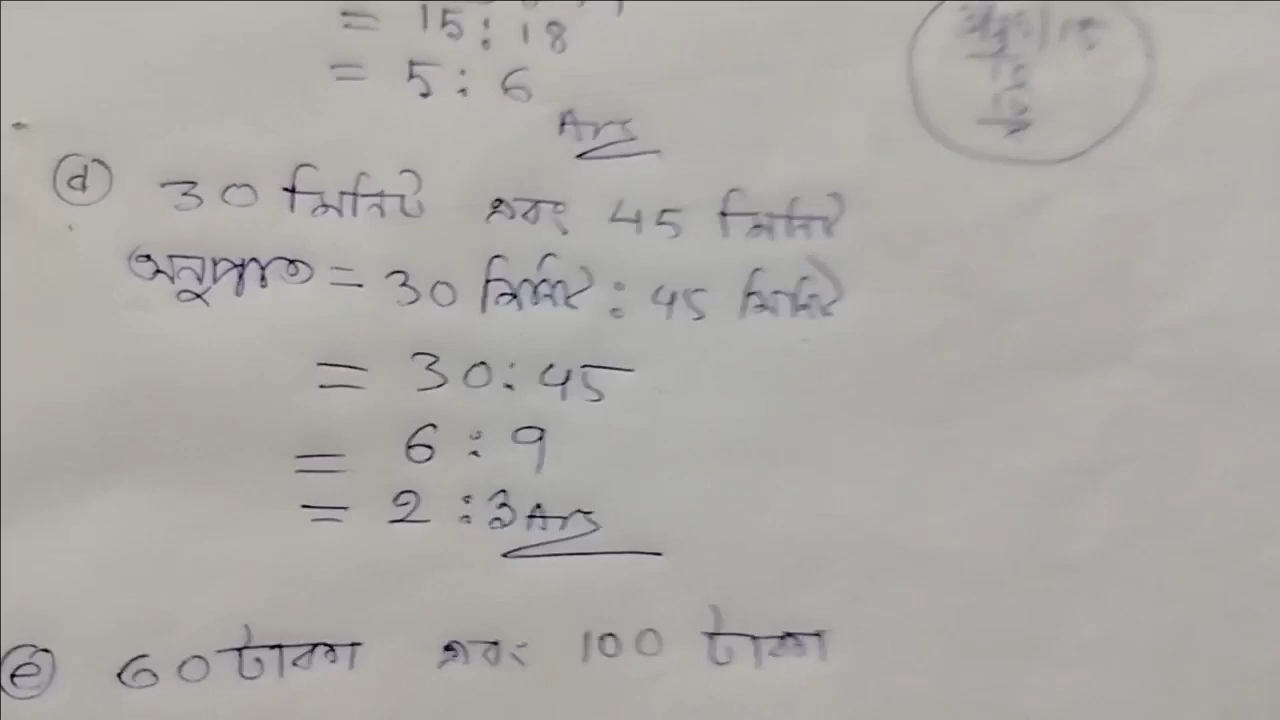 = 15 : 18
= 5 : 6
Ans
(d) 30 মিনিট এবং 45 মিনিট
অনুপাত = 30 মিনিট : 45 মিনিট
= 30 : 45
= 6 : 9
= 2 : 3 Ans
(e) 60 টাকা এবং 100 টাকা